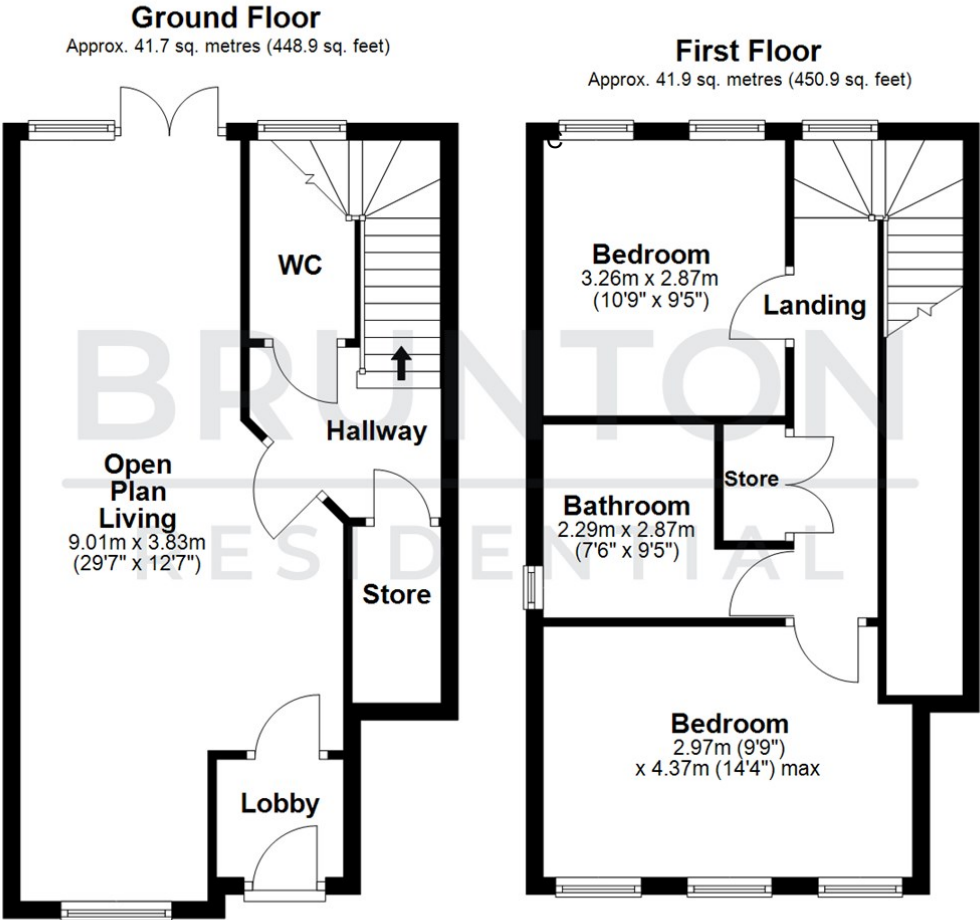 Ground Floor
Approx. 41.7 sq. metres (448.9 sq. feet)
WC
Hallway
Open
Plan
Living
9.01m x 3.83m
(29'7" x 12'7")
Store
Lobby
First Floor
Approx. 41.9 sq. metres (450.9 sq. feet)
C
Bedroom
3.26m x 2.87m
(10'9" x 9'5")
Landing
Store
Bathroom
2.29m x 2.87m
(7'6" x 9'5")
Bedroom
2.97m (9'9")
x 4.37m (14'4") max
BRUNTON
RESIDENTIAL